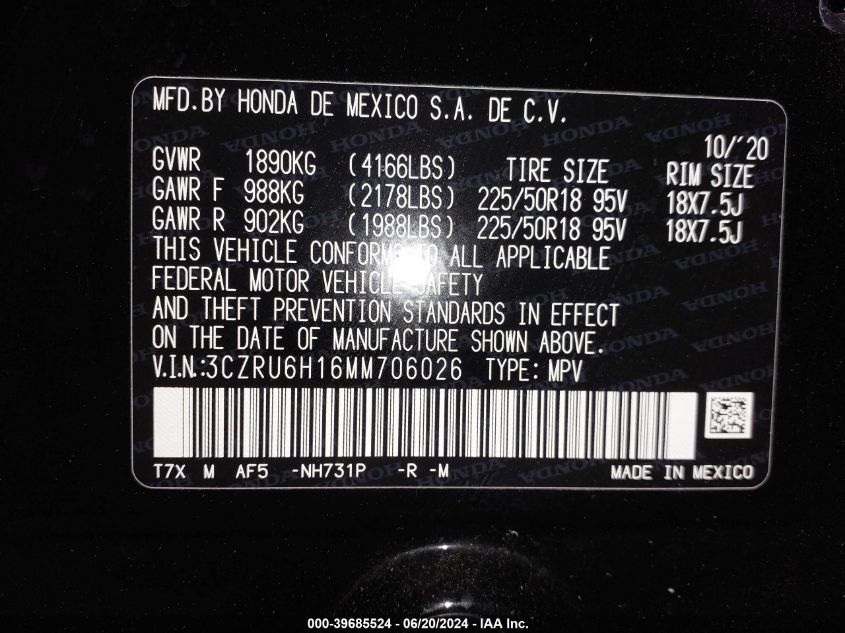 MFD.BY HONDA DE MEXICO S.A. DE C.V.
10/'20
GVWR 1890KG (4166LBS) TIRE SIZE RIM SIZE
GAWR F 988KG (2178LBS) 225/50R18 95V 18X7.5J
GAWR R 902KG (1988LBS) 225/50R18 95V 18X7.5J
THIS VEHICLE CONFORMS TO ALL APPLICABLE
FEDERAL MOTOR VEHICLE SAFETY
AND THEFT PREVENTION STANDARDS IN EFFECT
ON THE DATE OF MANUFACTURE SHOWN ABOVE.
V.I.N.:3CZRU6H16MM706026 TYPE: MPV
T7X M AF5 -NH731P -R -M MADE IN MEXICO
000-39685524 - 06/20/2024 - IAA Inc.